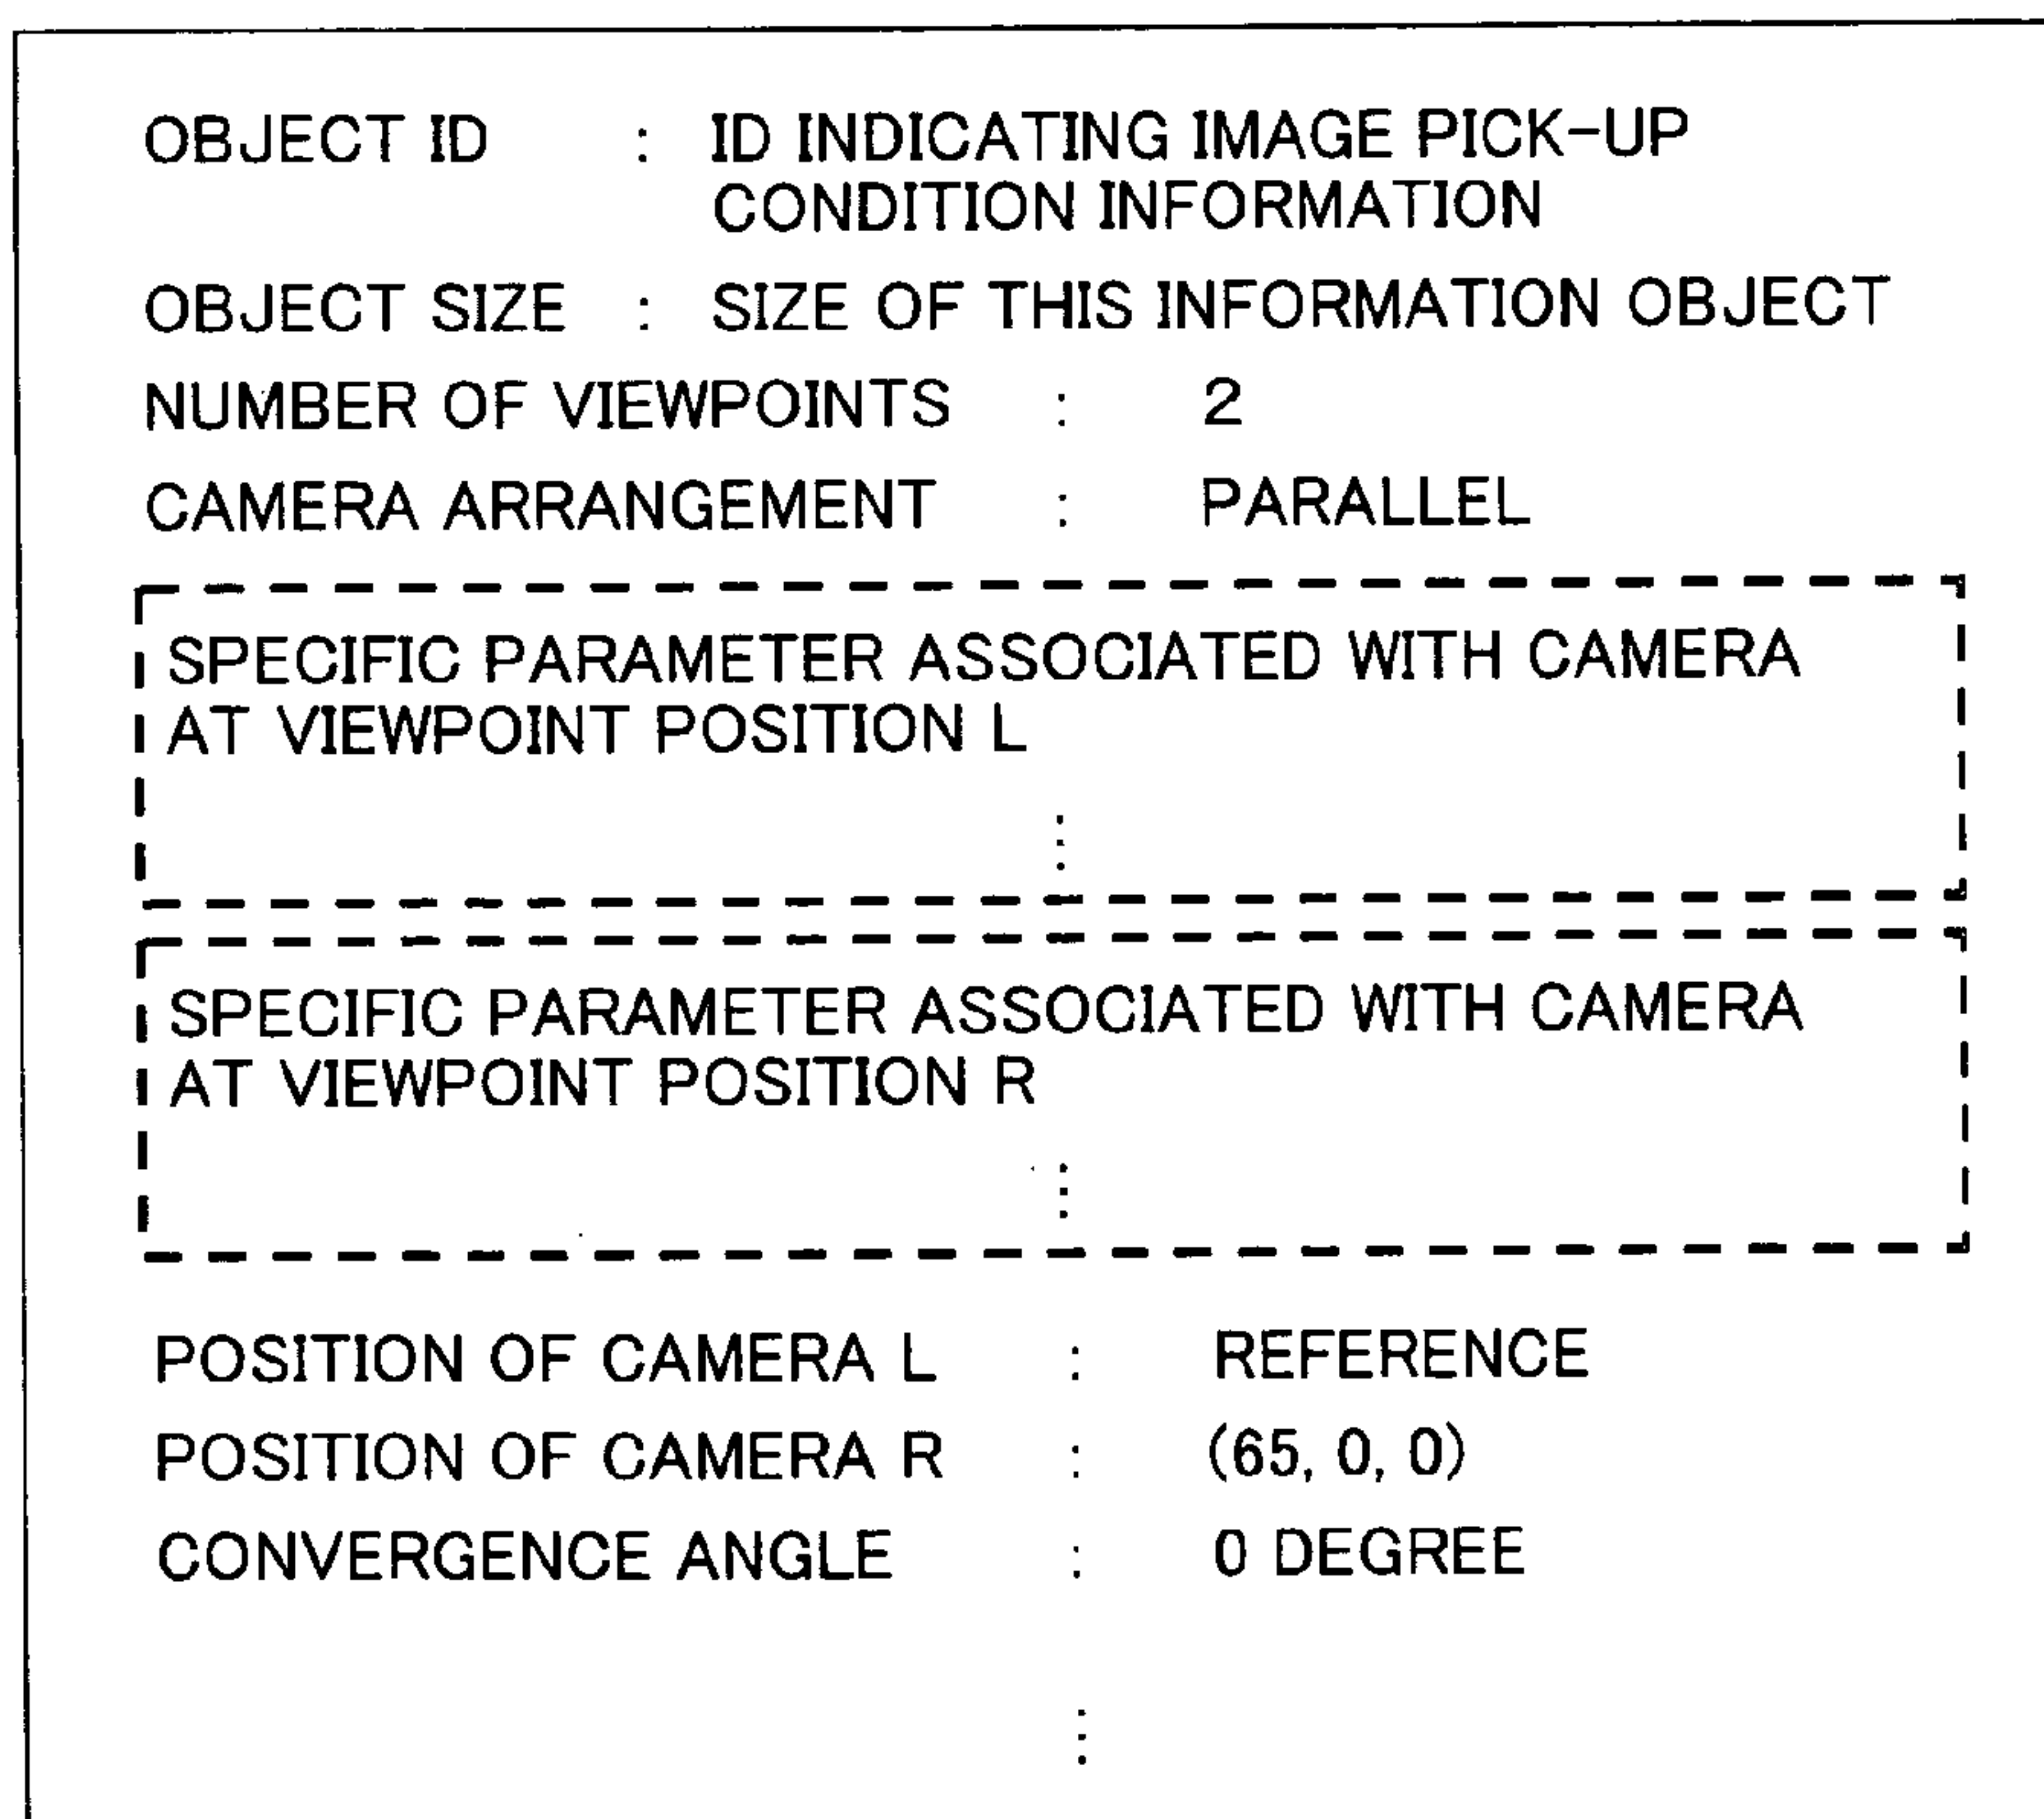 OBJECT ID : ID INDICATING IMAGE PICK-UP
CONDITION INFORMATION
OBJECT SIZE : SIZE OF THIS INFORMATION OBJECT
NUMBER OF VIEWPOINTS : 2
CAMERA ARRANGEMENT : PARALLEL
SPECIFIC PARAMETER ASSOCIATED WITH CAMERA
AT VIEWPOINT POSITION L
SPECIFIC PARAMETER ASSOCIATED WITH CAMERA
AT VIEWPOINT POSITION R
POSITION OF CAMERA L : REFERENCE
POSITION OF CAMERA R : (65, 0, 0)
CONVERGENCE ANGLE : 0 DEGREE